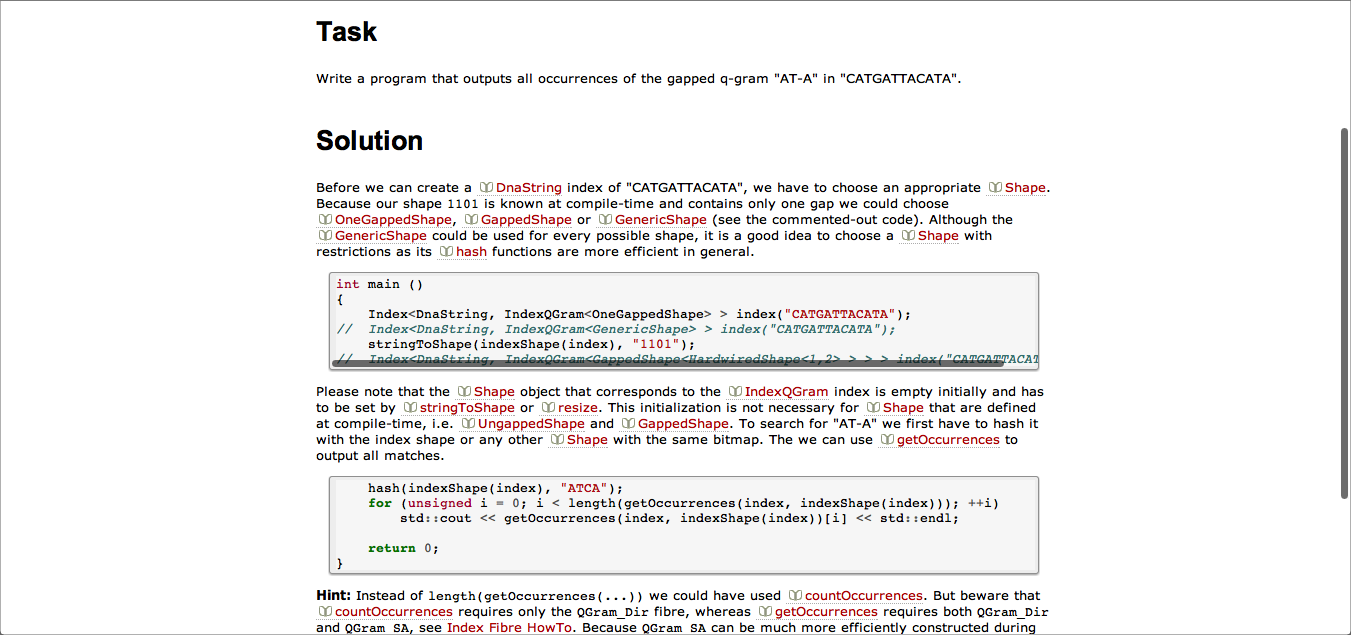 Task
Write a program that outputs all occurrences of the gapped q-gram "AT-A" in "CATGATTACATA".
Solution
Before we can create a DnaString index of "CATGATTACATA", we have to choose an appropriate Shape.
Because our shape 1101 is known at compile-time and contains only one gap we could choose
OneGappedShape, GappedShape or GenericShape (see the commented-out code). Although the
GenericShape could be used for every possible shape, it is a good idea to choose a Shape with
restrictions as its hash functions are more efficient in general.
int main ()
{
    Index<DnaString, IndexQGram<OneGappedShape> > index("CATGATTACATA");
//  Index<DnaString, IndexQGram<GenericShape> > index("CATGATTACATA");
    stringToShape(indexShape(index), "1101");
//  Index<DnaString, IndexQGram<GappedShape<HardwiredShape<1,2> > > > index("CATGATTACAT
Please note that the Shape object that corresponds to the IndexQGram index is empty initially and has
to be set by stringToShape or resize. This initialization is not necessary for Shape that are defined
at compile-time, i.e. UngappedShape and GappedShape. To search for "AT-A" we first have to hash it
with the index shape or any other Shape with the same bitmap. The we can use getOccurrences to
output all matches.
    hash(indexShape(index), "ATCA");
    for (unsigned i = 0; i < length(getOccurrences(index, indexShape(index))); ++i)
        std::cout << getOccurrences(index, indexShape(index))[i] << std::endl;
    return 0;
}
Hint: Instead of length(getOccurrences(...)) we could have used countOccurrences. But beware that
countOccurrences requires only the QGram_Dir fibre, whereas getOccurrences requires both QGram_Dir
and QGram_SA, see Index Fibre HowTo. Because QGram_SA can be much more efficiently constructed during